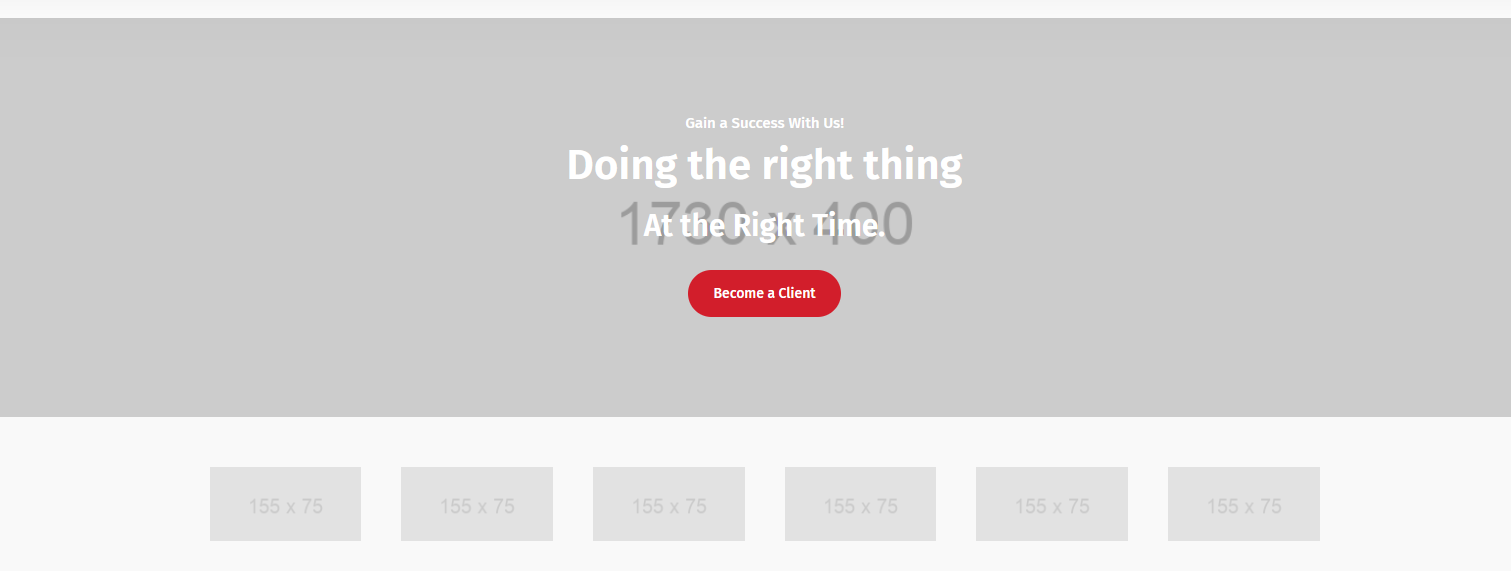 Gain a Success With Us!
Doing the right thing
At the Right Time.
1730 x 400
Become a Client
155 x 75
155 x 75
155 x 75
155 x 75
155 x 75
155 x 75